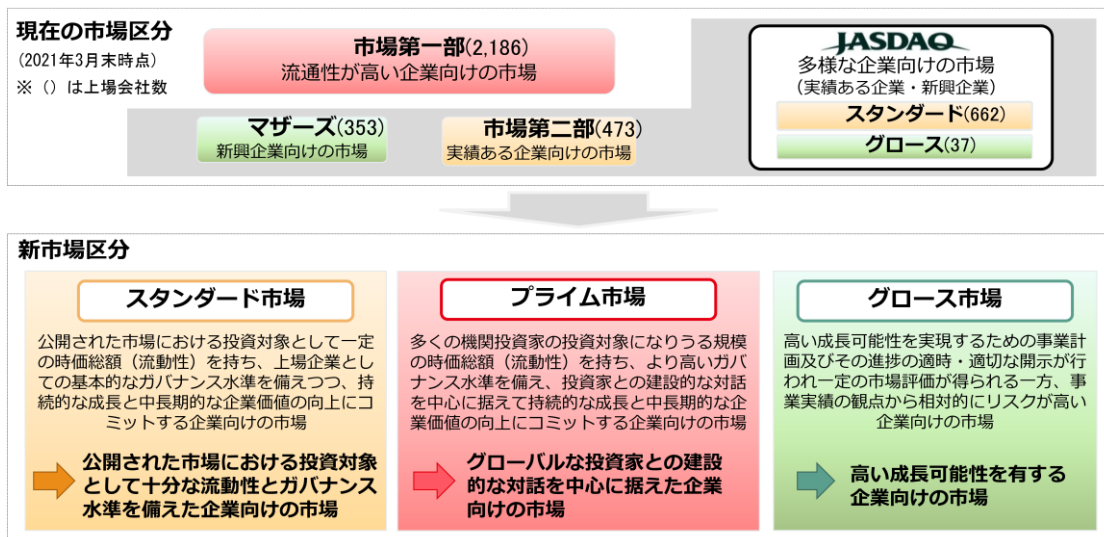 現在の市場区分
(2021年3月末時点)
※（）は上場会社数
市場第一部(2,186)
流通性が高い企業向けの市場
マザーズ(353)
新興企業向けの市場
市場第二部(473)
実績ある企業向けの市場
JASDAQ
多様な企業向けの市場
（実績ある企業・新興企業）
スタンダード(662)
グロース(37)
新市場区分
スタンダード市場
公開された市場における投資対象として一定
の時価総額（流動性）を持ち、上場企業とし
ての基本的なガバナンス水準を備えつつ、持
続的な成長と中長期的な企業価値の向上にコ
ミットする企業向けの市場
公開された市場における投資対象
として十分な流動性とガバナンス
水準を備えた企業向けの市場
プライム市場
多くの機関投資家の投資対象になりうる規模
の時価総額（流動性）を持ち、より高いガバ
ナンス水準を備え、投資家との建設的な対話
を中心に据えて持続的な成長と中長期的な企
業価値の向上にコミットする企業向けの市場
グローバルな投資家との建設
的な対話を中心に据えた企業
向けの市場
グロース市場
高い成長可能性を実現するための事業計
画及びその進捗の適時・適切な開示が行
われ一定の市場評価が得られる一方、事
業実績の観点から相対的にリスクが高い
企業向けの市場
高い成長可能性を有する
企業向けの市場